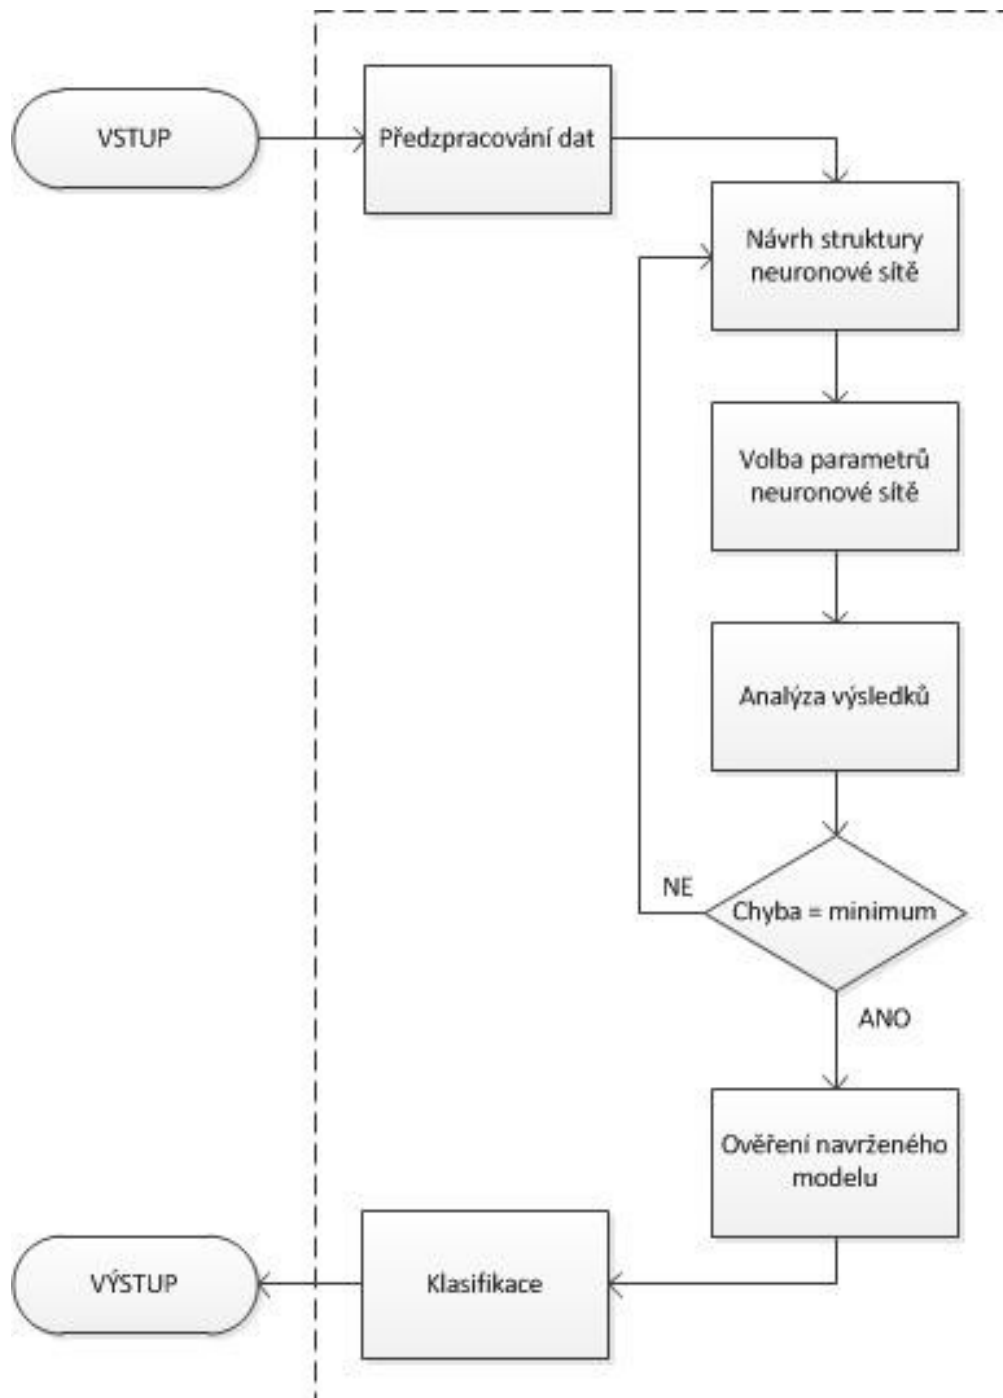 VSTUP
Předzpracování dat
Návrh struktury
neuronové sítě
Volba parametrů
neuronové sítě
Analýza výsledků
NE
Chyba = minimum
ANO
Ověření navrženého
modelu
VÝSTUP
Klasifikace